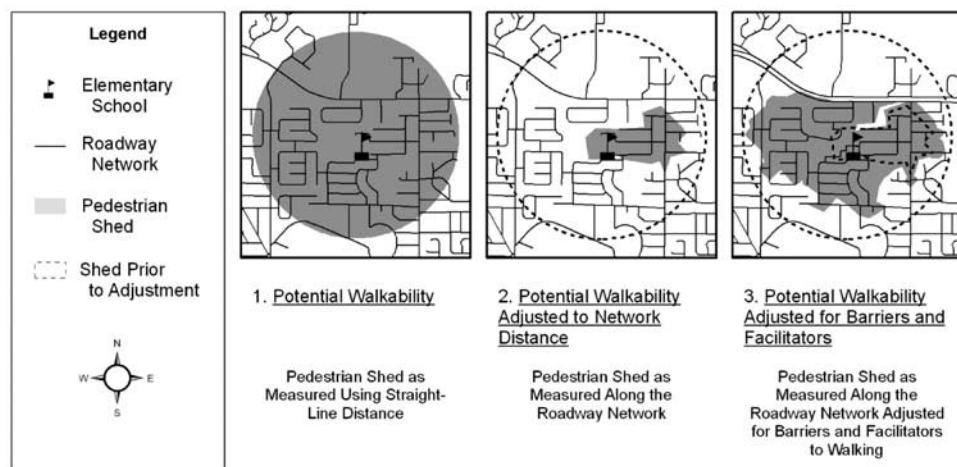 Legend
Elementary
School
Roadway
Network
Pedestrian
Shed
Shed Prior
to Adjustment
N
W E
S
1. Potential Walkability
Pedestrian Shed as
Measured Using Straight-
Line Distance
2. Potential Walkability
Adjusted to Network
Distance
Pedestrian Shed as
Measured Along the
Roadway Network
3. Potential Walkability
Adjusted for Barriers and
Facilitators
Pedestrian Shed as
Measured Along the
Roadway Network Adjusted
for Barriers and Facilitators
to Walking